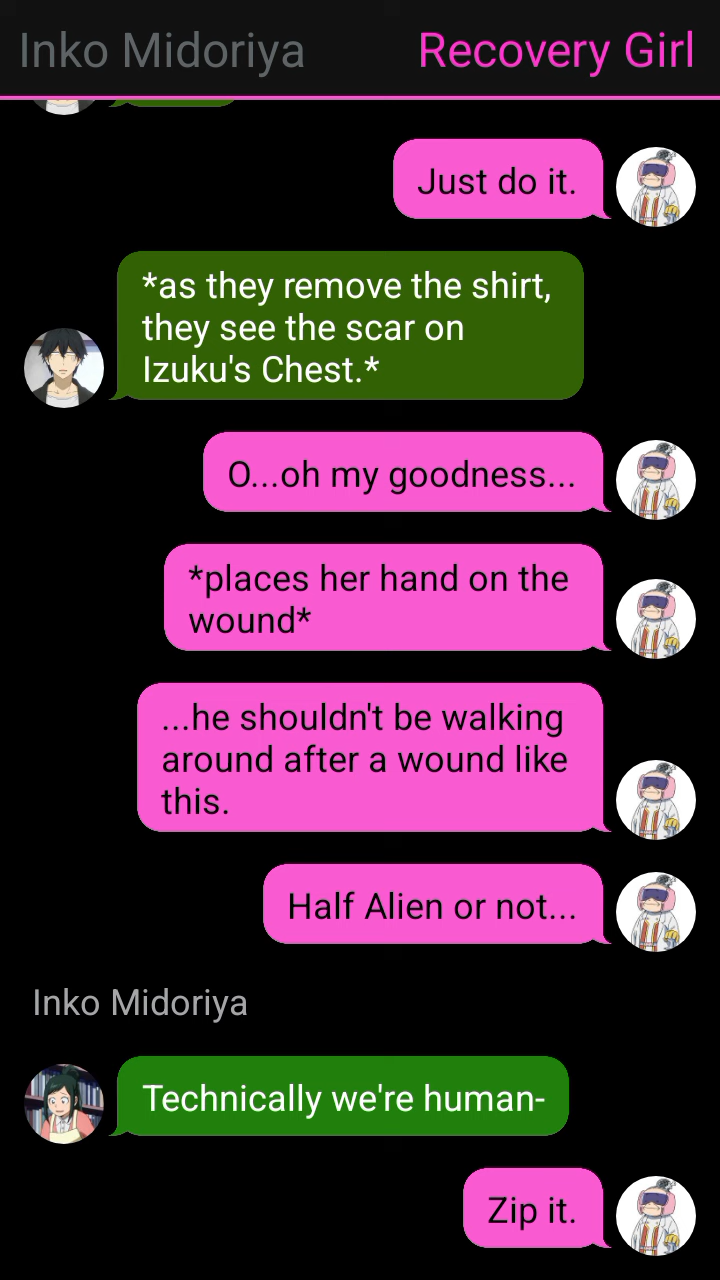 Inko Midoriya
Recovery Girl
Just do it.
*as they remove the shirt,
they see the scar on
Izuku's Chest.*
O...oh my goodness...
*places her hand on the
wound*
...he shouldn't be walking
around after a wound like
this.
Half Alien or not...
Inko Midoriya
Technically we're human-
Zip it.